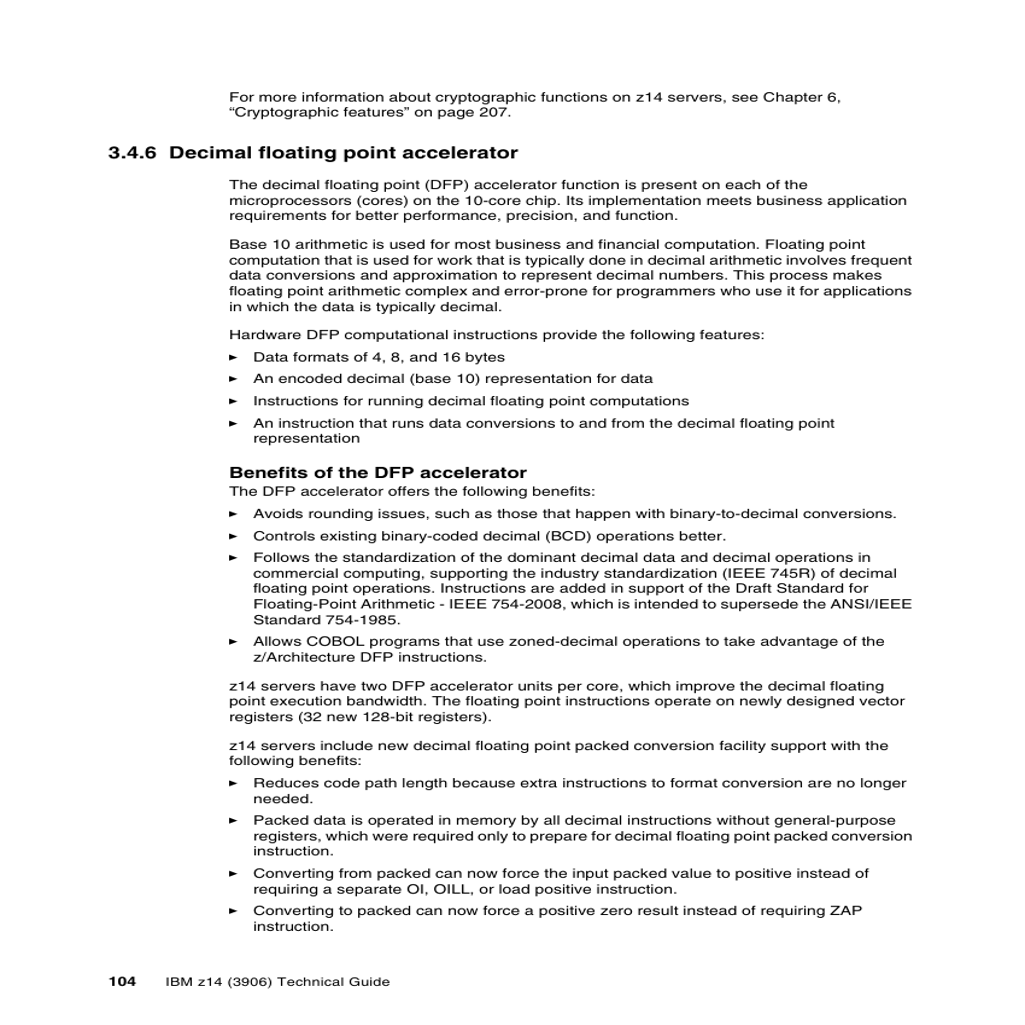 For more information about cryptographic functions on z14 servers, see Chapter 6,
“Cryptographic features” on page 207.
3.4.6 Decimal floating point accelerator
The decimal floating point (DFP) accelerator function is present on each of the
microprocessors (cores) on the 10-core chip. Its implementation meets business application
requirements for better performance, precision, and function.
Base 10 arithmetic is used for most business and financial computation. Floating point
computation that is used for work that is typically done in decimal arithmetic involves frequent
data conversions and approximation to represent decimal numbers. This process makes
floating point arithmetic complex and error-prone for programmers who use it for applications
in which the data is typically decimal.
Hardware DFP computational instructions provide the following features:
► Data formats of 4, 8, and 16 bytes
► An encoded decimal (base 10) representation for data
► Instructions for running decimal floating point computations
► An instruction that runs data conversions to and from the decimal floating point
representation
Benefits of the DFP accelerator
The DFP accelerator offers the following benefits:
► Avoids rounding issues, such as those that happen with binary-to-decimal conversions.
► Controls existing binary-coded decimal (BCD) operations better.
► Follows the standardization of the dominant decimal data and decimal operations in
commercial computing, supporting the industry standardization (IEEE 745R) of decimal
floating point operations. Instructions are added in support of the Draft Standard for
Floating-Point Arithmetic - IEEE 754-2008, which is intended to supersede the ANSI/IEEE
Standard 754-1985.
► Allows COBOL programs that use zoned-decimal operations to take advantage of the
z/Architecture DFP instructions.
z14 servers have two DFP accelerator units per core, which improve the decimal floating
point execution bandwidth. The floating point instructions operate on newly designed vector
registers (32 new 128-bit registers).
z14 servers include new decimal floating point packed conversion facility support with the
following benefits:
► Reduces code path length because extra instructions to format conversion are no longer
needed.
► Packed data is operated in memory by all decimal instructions without general-purpose
registers, which were required only to prepare for decimal floating point packed conversion
instruction.
► Converting from packed can now force the input packed value to positive instead of
requiring a separate OI, OILL, or load positive instruction.
► Converting to packed can now force a positive zero result instead of requiring ZAP
instruction.
104 IBM z14 (3906) Technical Guide